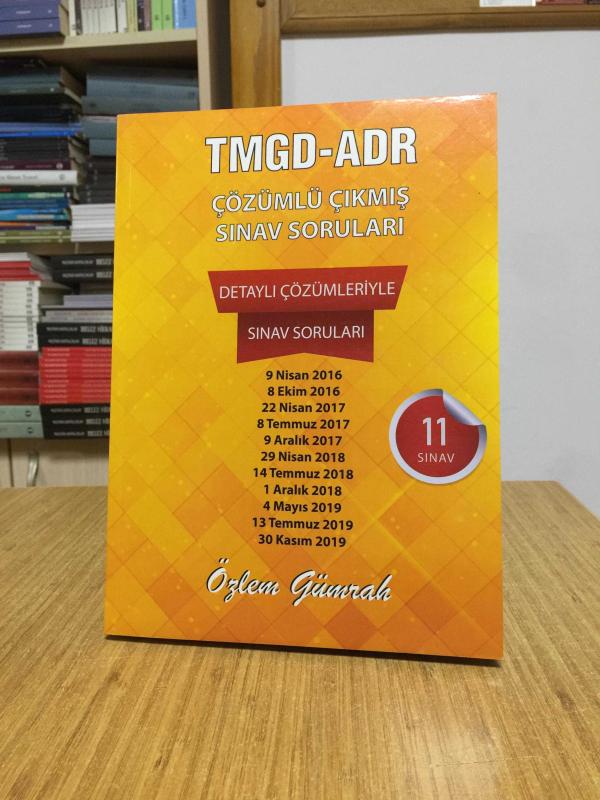 TMGD-ADR
ÇÖZÜMLÜ ÇIKMIŞ
SINAV SORULARI
DETAYLI ÇÖZÜMLERİYLE
SINAV SORULARI
9 Nisan 2016
8 Ekim 2016
22 Nisan 2017
8 Temmuz 2017
9 Aralık 2017
29 Nisan 2018
14 Temmuz 2018
1 Aralık 2018
4 Mayıs 2019
13 Temmuz 2019
30 Kasım 2019
11
SINAV
Özlem Gümrah